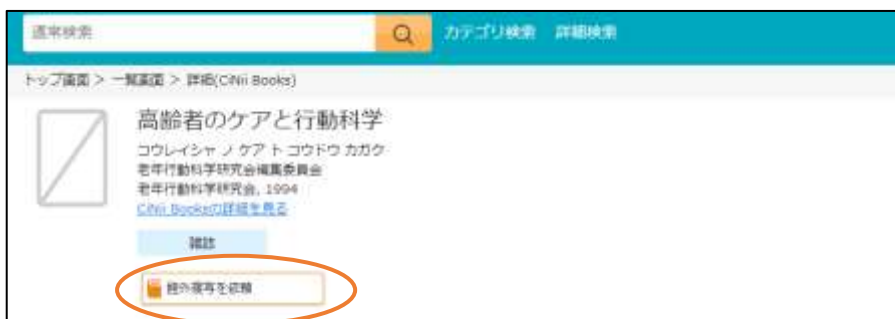 通常検索
カテゴリ検索 詳細検索
トップ画面 > 一覧画面 > 詳細(CiNii Books)
高齢者のケアと行動科学
コウレイシャ ノ ケア ト コウドウ カガク
老年行動科学研究会編集委員会
老年行動科学研究会, 1994
CiNii Booksの詳細を見る
雑誌
館外複写を依頼